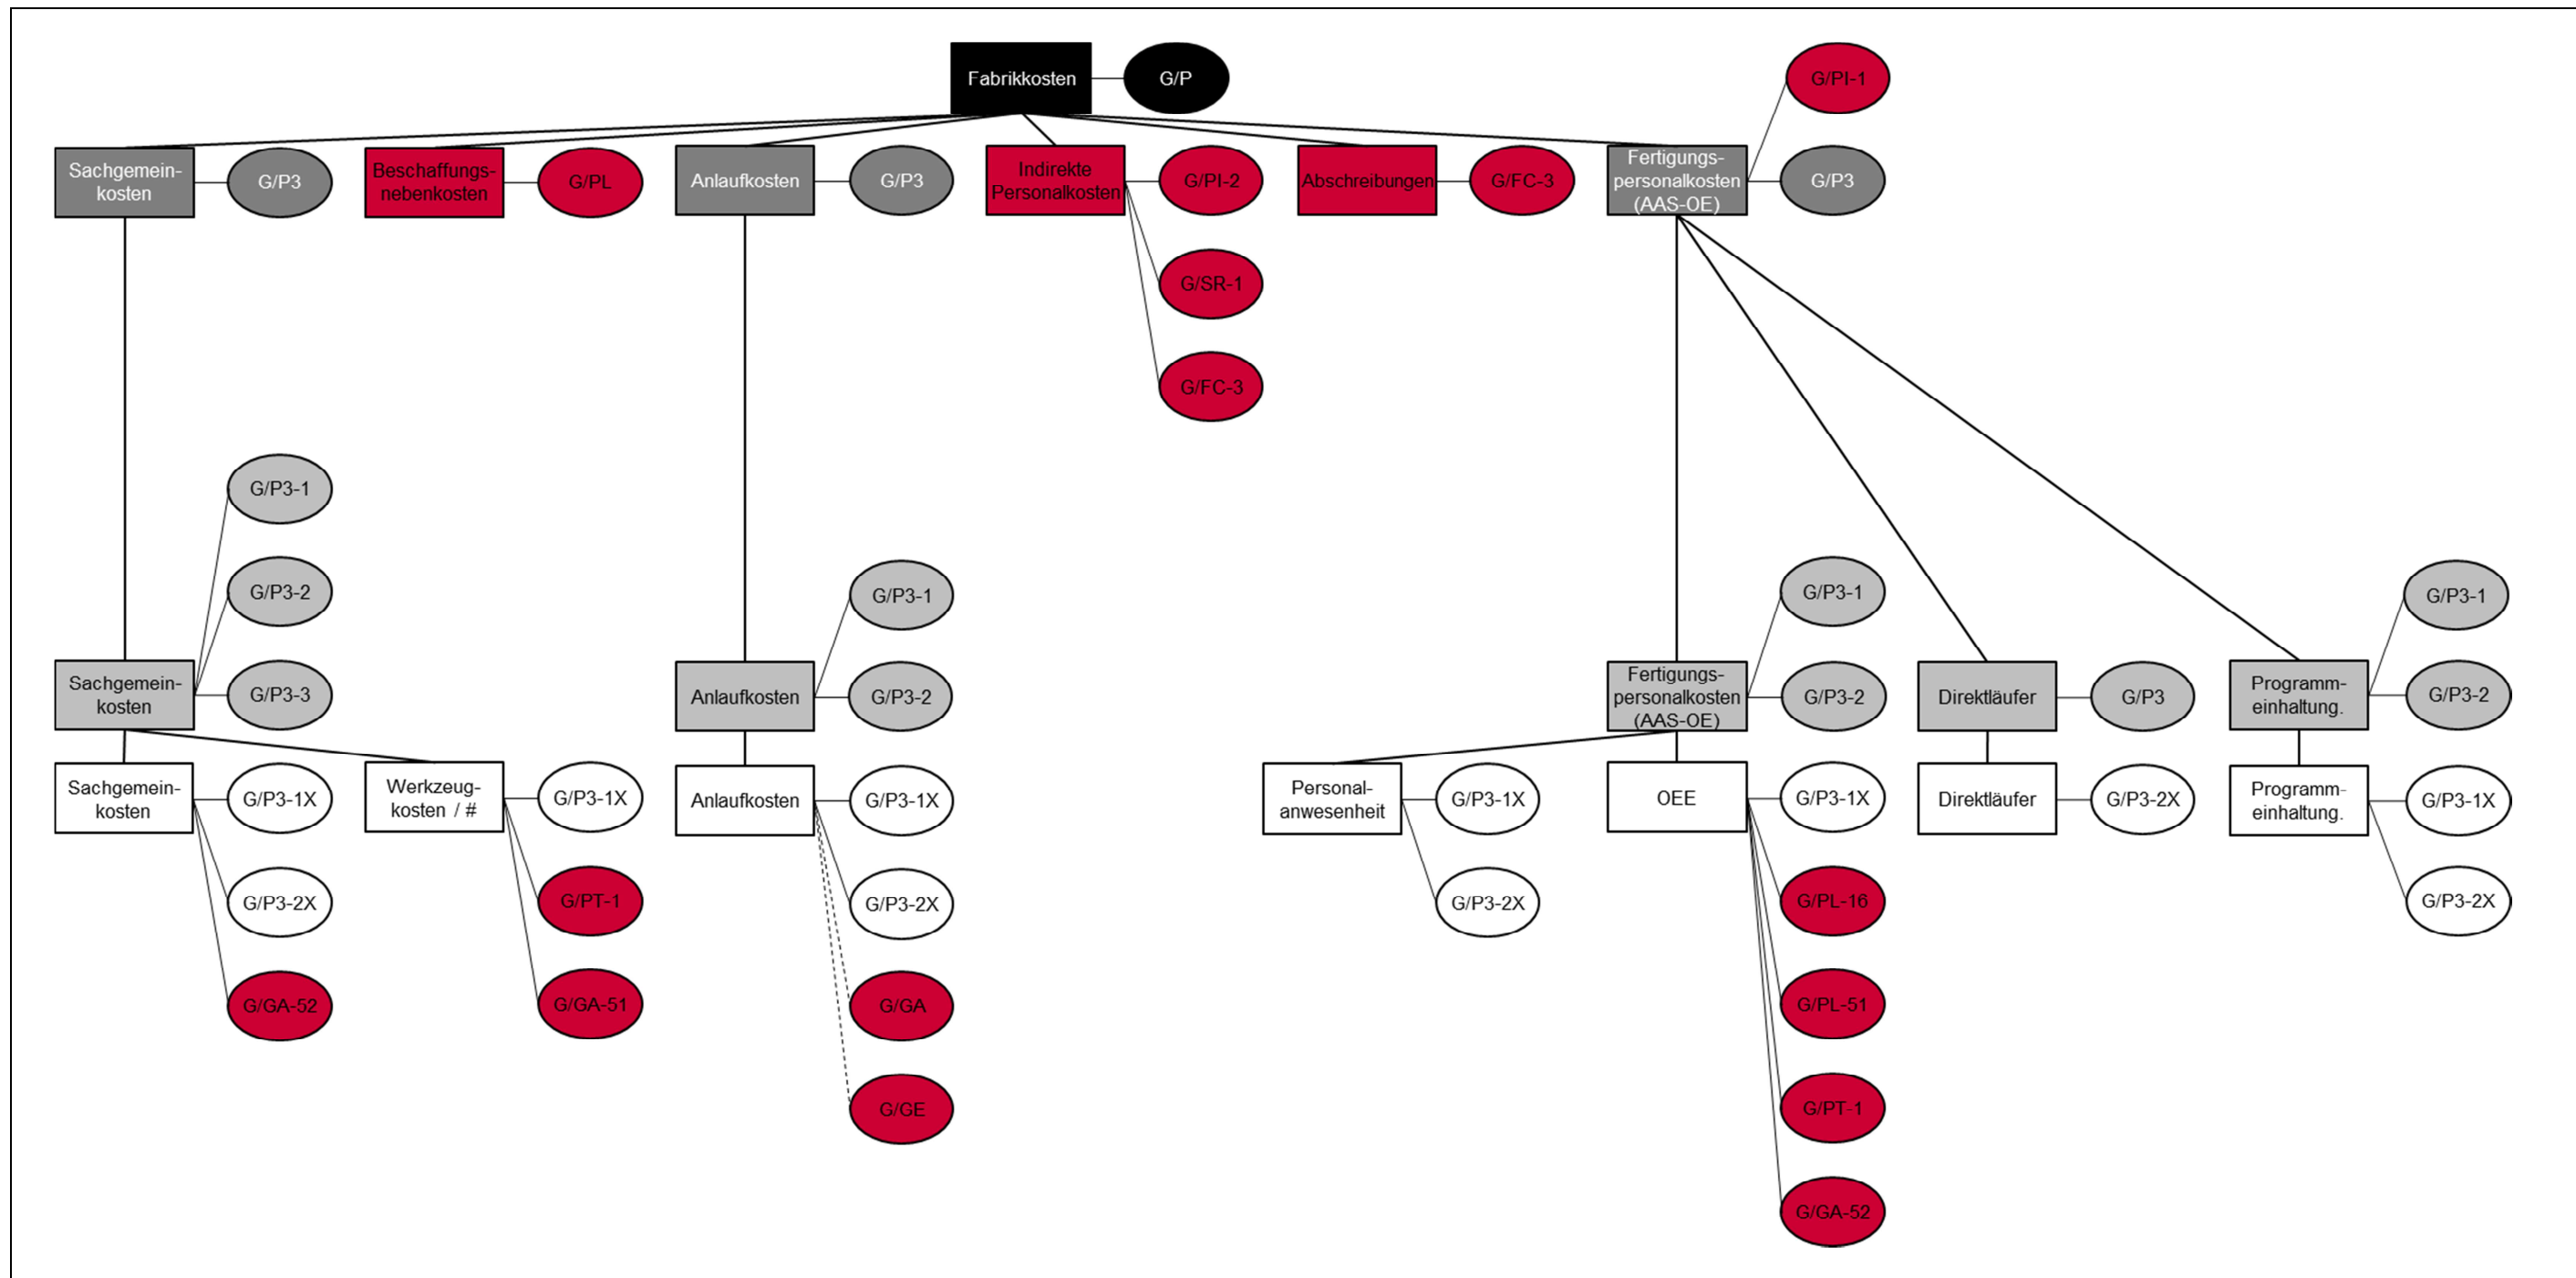 Fabrikkosten
G/P
G/PI-1
Sachgemein-
kosten
G/P3
Beschaffungs-
nebenkosten
G/PL
Anlaufkosten
G/P3
Indirekte
Personalkosten
G/PI-2
Abschreibungen
G/FC-3
Fertigungs-
personalkosten
(AAS-OE)
G/P3
G/SR-1
G/FC-3
G/P3-1
G/P3-2
G/P3-1
G/P3-1
G/P3-1
Sachgemein-
kosten
G/P3-3
Anlaufkosten
G/P3-2
Fertigungs-
personalkosten
(AAS-OE)
G/P3-2
Direktläufer
G/P3
Programm-
einhaltung.
G/P3-2
Sachgemein-
kosten
G/P3-1X
Werkzeug-
kosten / #
G/P3-1X
Anlaufkosten
G/P3-1X
Personal-
anwesenheit
G/P3-1X
OEE
G/P3-1X
Direktläufer
G/P3-2X
Programm-
einhaltung.
G/P3-1X
G/P3-2X
G/PT-1
G/P3-2X
G/P3-2X
G/PL-16
G/P3-2X
G/GA-52
G/GA-51
G/GA
G/PL-51
G/GE
G/PT-1
G/GA-52